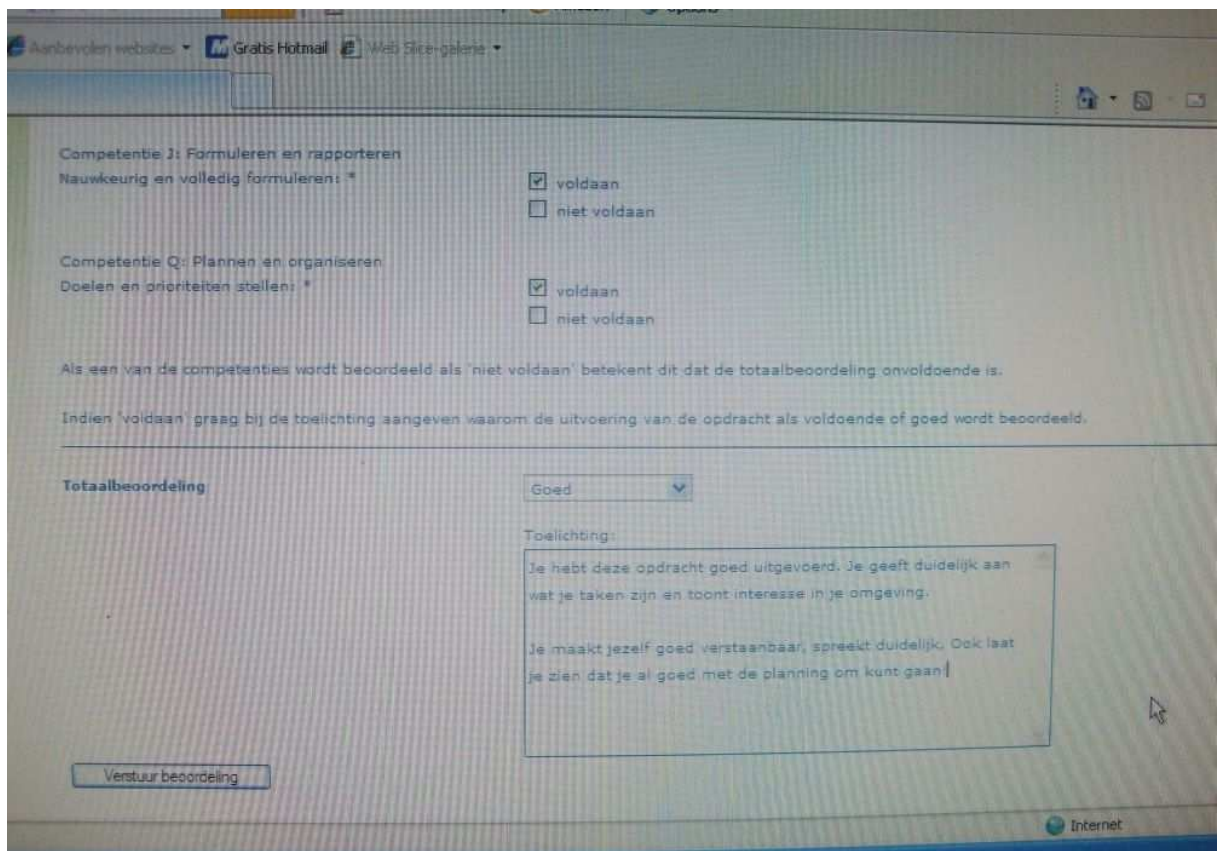 Aanbevolen websites Gratis Hotmail Web Slice-galerie
Competentie J: Formuleren en rapporteren
Nauwkeurig en volledig formuleren: *
voldaan
niet voldaan
Competentie Q: Plannen en organiseren
Doelen en prioriteiten stellen: *
voldaan
niet voldaan
Als een van de competenties wordt beoordeeld als 'niet voldaan' betekent dit dat de totaalbeoordeling onvoldoende is.
Indien 'voldaan' graag bij de toelichting aangeven waarom de uitvoering van de opdracht als voldoende of goed wordt beoordeeld.
Totaalbeoordeling
Goed
Toelichting:
Je hebt deze opdracht goed uitgevoerd. Je geeft duidelijk aan
wat je taken zijn en toont interesse in je omgeving.
Je maakt jezelf goed verstaanbaar, spreekt duidelijk. Ook laat
je zien dat je al goed met de planning om kunt gaan
Verstuur beoordeling
Internet